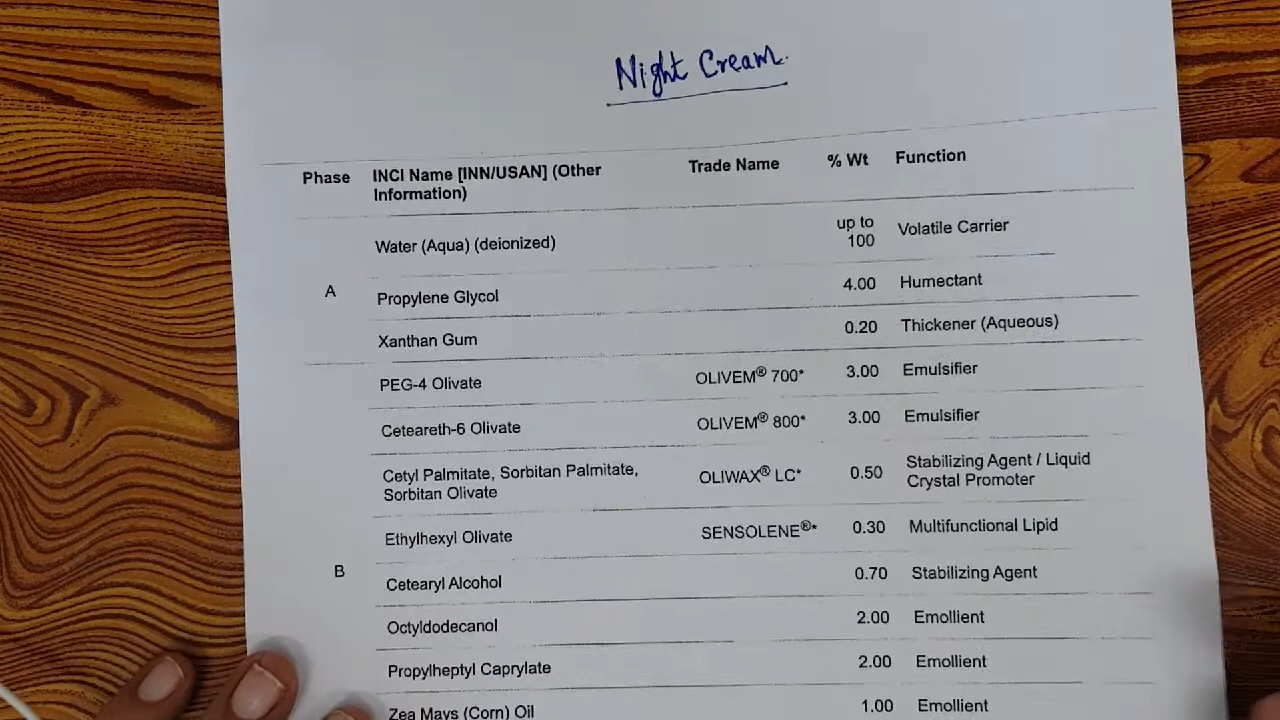 Night Cream.
Phase INCI Name [INN/USAN] (Other Information) Trade Name % Wt Function
Water (Aqua) (deionized) up to 100 Volatile Carrier
A
Propylene Glycol 4.00 Humectant
Xanthan Gum 0.20 Thickener (Aqueous)
PEG-4 Olivate OLIVEM® 700* 3.00 Emulsifier
Ceteareth-6 Olivate OLIVEM® 800* 3.00 Emulsifier
Cetyl Palmitate, Sorbitan Palmitate, Sorbitan Olivate OLIWAX® LC* 0.50 Stabilizing Agent / Liquid Crystal Promoter
Ethylhexyl Olivate SENSOLENE®* 0.30 Multifunctional Lipid
B
Cetearyl Alcohol 0.70 Stabilizing Agent
Octyldodecanol 2.00 Emollient
Propylheptyl Caprylate 2.00 Emollient
Zea Mays (Corn) Oil 1.00 Emollient